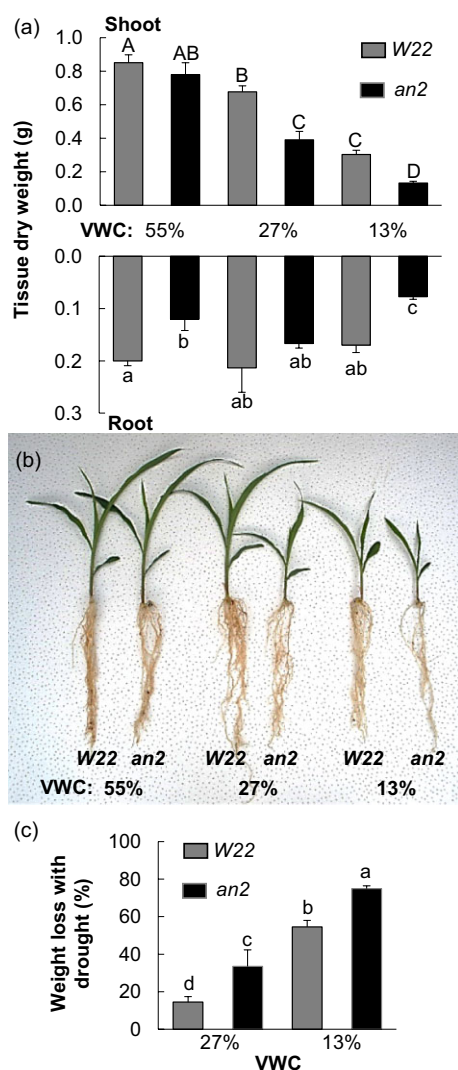 (a)
Shoot
1.0
0.8
0.6
0.4
0.2
0.0
Tissue dry weight (g)
A
AB
B
C
C
D
W22
an2
VWC: 55% 27% 13%
0.0
0.1
0.2
0.3
a
b
ab
ab
ab
c
Root
(b)
W22 an2 W22 an2 W22 an2
VWC: 55% 27% 13%
(c)
100
80
60
40
20
0
Weight loss with
drought (%)
W22
an2
d
c
b
a
27% 13%
VWC